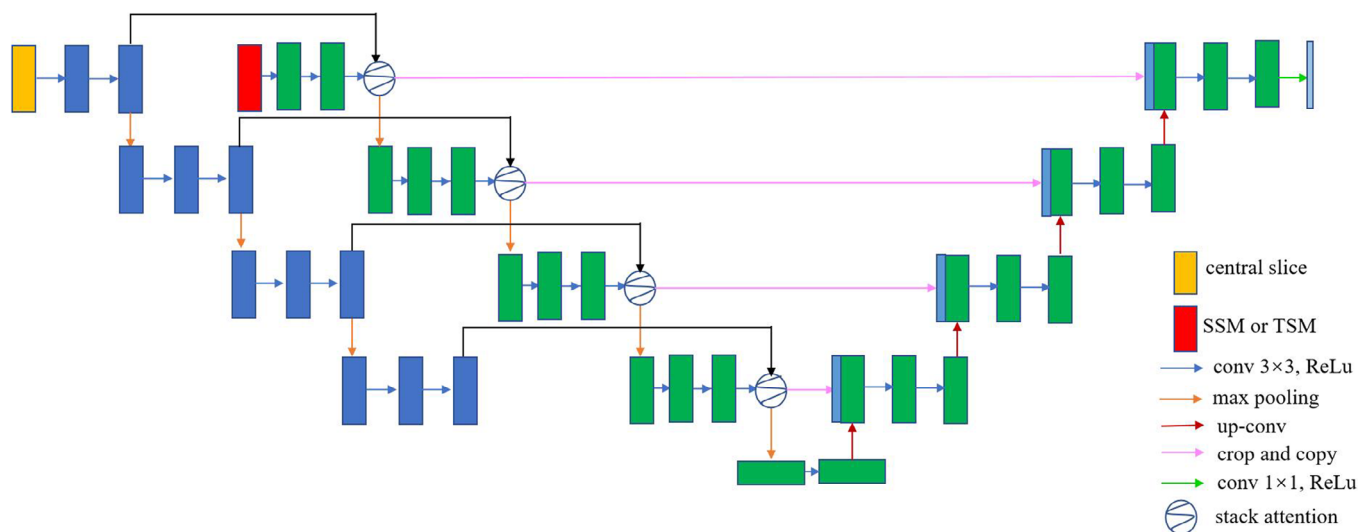 central slice
SSM or TSM
conv 3×3, ReLu
max pooling
up-conv
crop and copy
conv 1×1, ReLu
stack attention